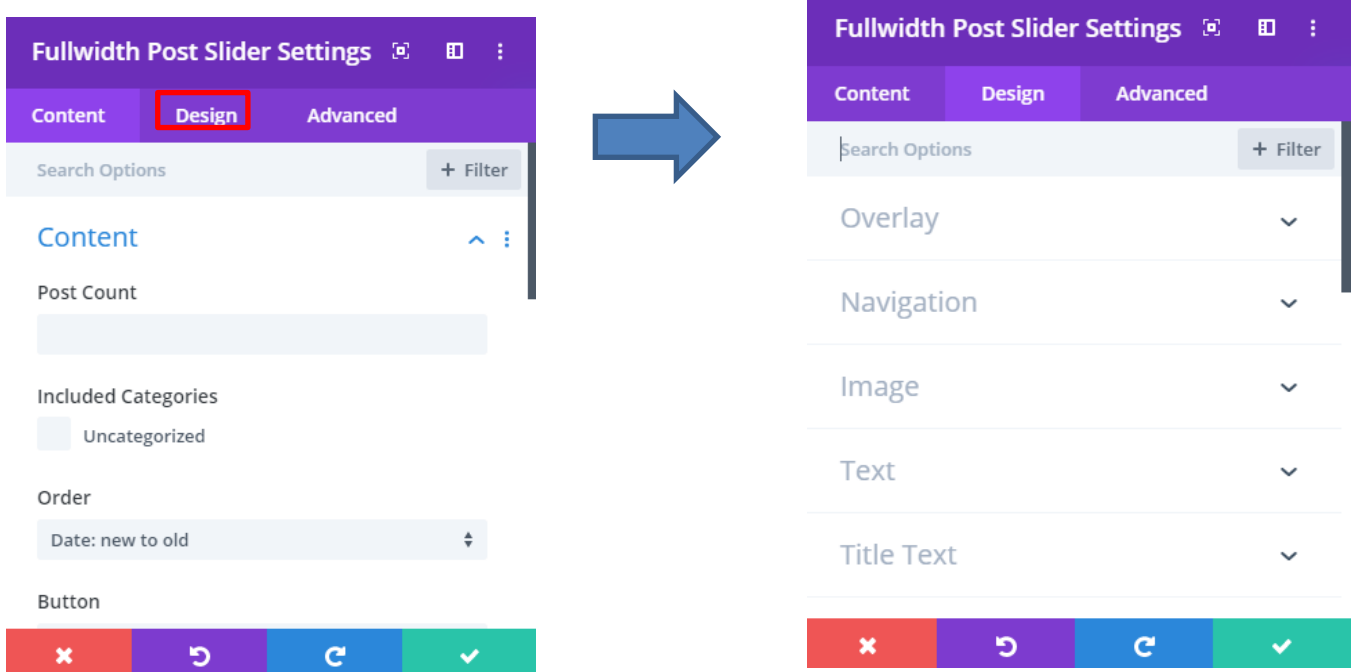 Fullwidth Post Slider Settings
Content Design Advanced
Search Options + Filter
Content
Post Count
Included Categories
Uncategorized
Order
Date: new to old
Button
Fullwidth Post Slider Settings
Content Design Advanced
Search Options + Filter
Overlay
Navigation
Image
Text
Title Text